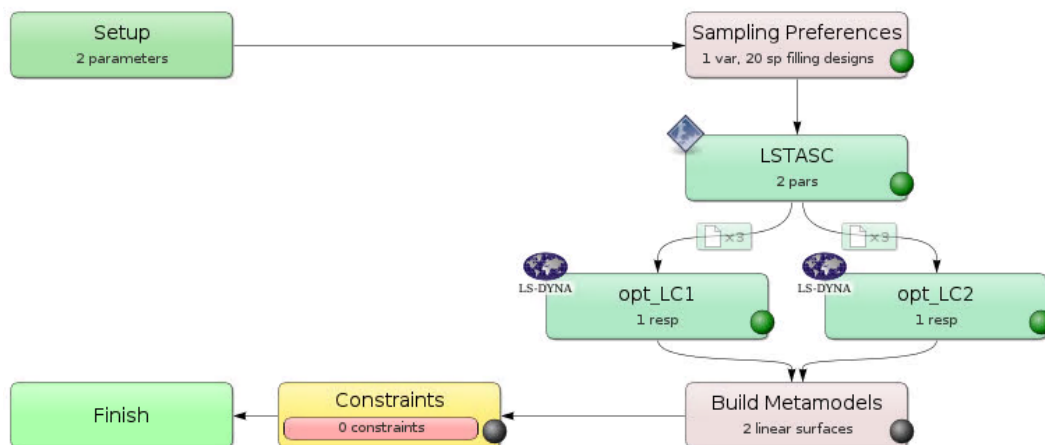 Setup
2 parameters
Sampling Preferences
1 var, 20 sp filling designs
LSTASC
2 pars
×3
×3
LS-DYNA
opt_LC1
1 resp
LS-DYNA
opt_LC2
1 resp
Finish
Constraints
0 constraints
Build Metamodels
2 linear surfaces